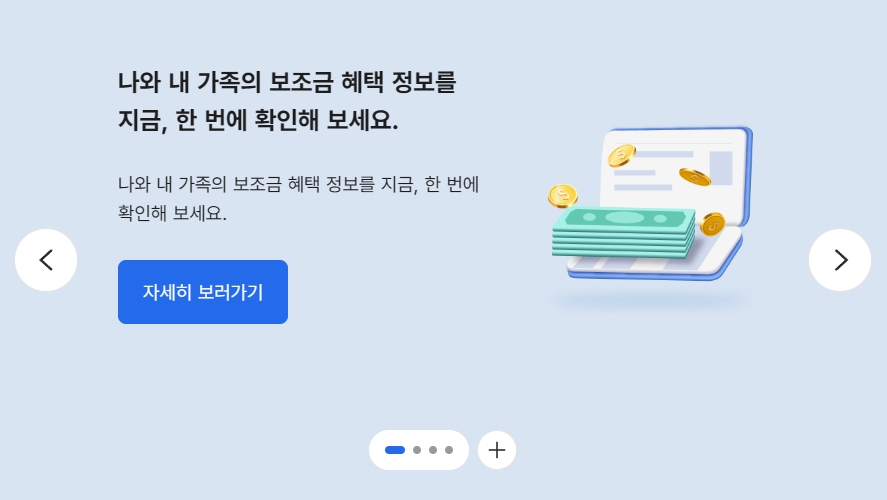 나와 내 가족의 보조금 혜택 정보를
지금, 한 번에 확인해 보세요.
나와 내 가족의 보조금 혜택 정보를 지금, 한 번에
확인해 보세요.
자세히 보러가기